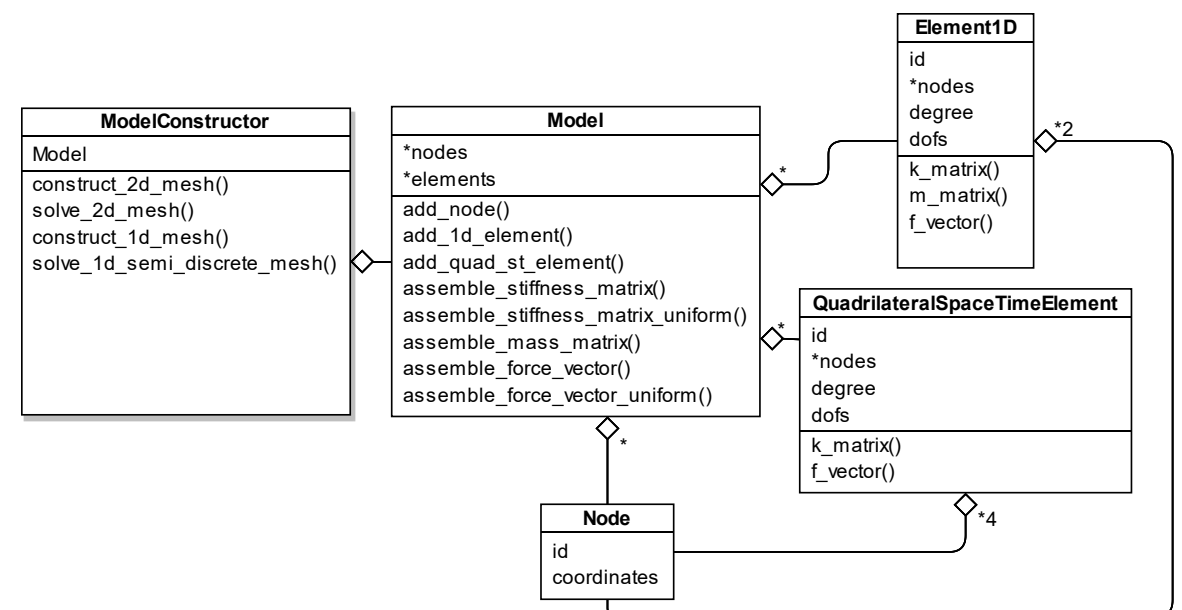 ModelConstructor
Model
construct_2d_mesh()
solve_2d_mesh()
construct_1d_mesh()
solve_1d_semi_discrete_mesh()
Model
*nodes
*elements
add_node()
add_1d_element()
add_quad_st_element()
assemble_stiffness_matrix()
assemble_stiffness_matrix_uniform()
assemble_mass_matrix()
assemble_force_vector()
assemble_force_vector_uniform()
*
*
*
Element1D
id
*nodes
degree
dofs
k_matrix()
m_matrix()
f_vector()
*2
QuadrilateralSpaceTimeElement
id
*nodes
degree
dofs
k_matrix()
f_vector()
*4
Node
id
coordinates